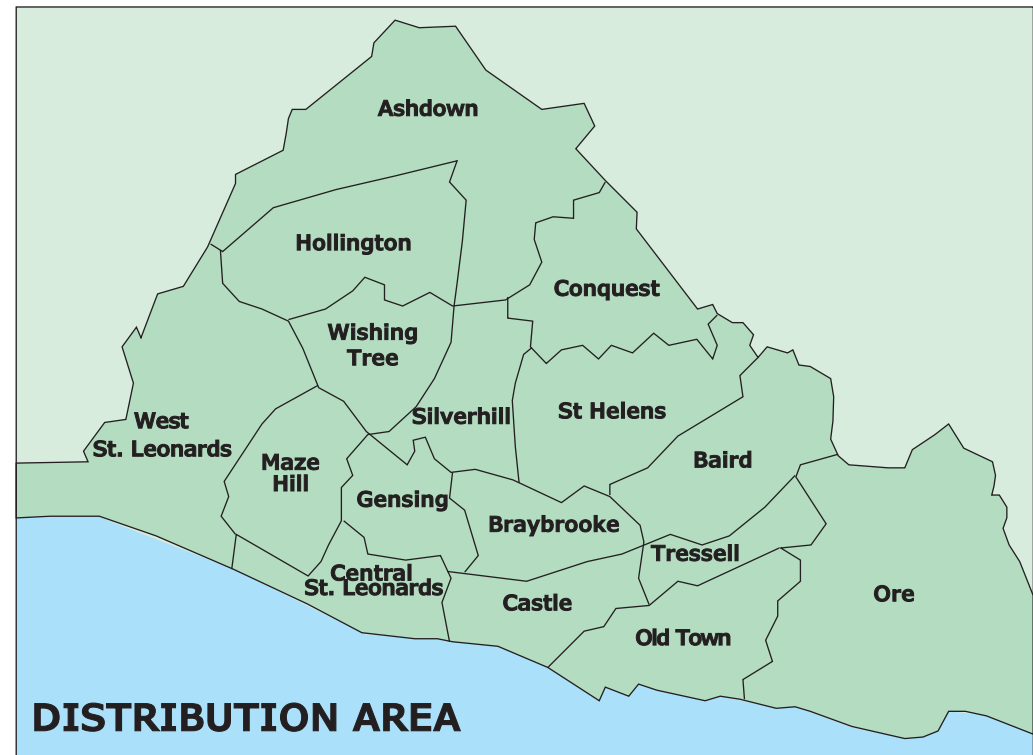 Ashdown
Hollington
Conquest
Wishing
Tree
Silverhill
St Helens
West
St. Leonards
Maze
Hill
Baird
Gensing
Braybrooke
Tressell
Central
St. Leonards
Castle
Ore
Old Town
DISTRIBUTION AREA